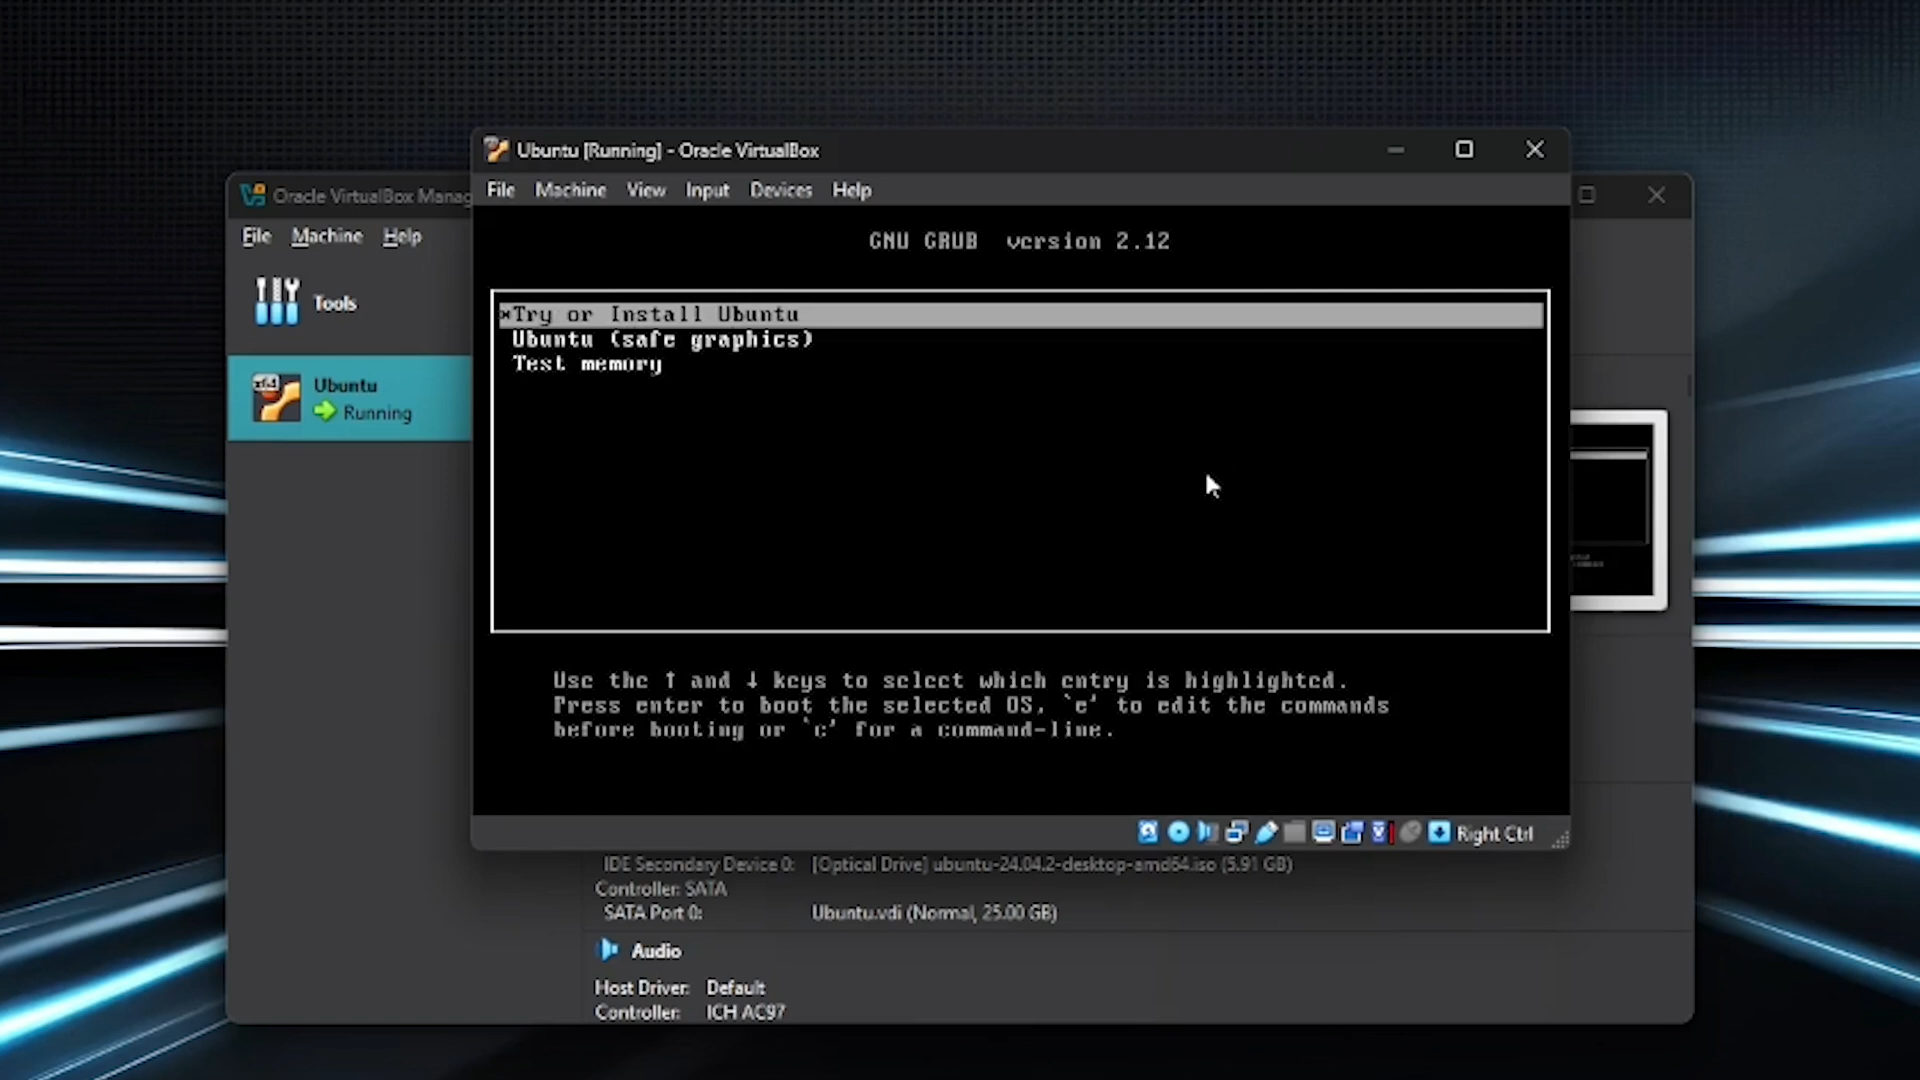 Ubuntu [Running] - Oracle VirtualBox
File Machine View Input Devices Help
GNU GRUB version 2.12
*Try or Install Ubuntu
Ubuntu (safe graphics)
Test memory
Use the ↑ and ↓ keys to select which entry is highlighted.
Press enter to boot the selected OS, `e' to edit the commands
before booting or `c' for a command-line.
Right Ctrl
Oracle VirtualBox Manag
File Machine Help
Tools
x64
Ubuntu
Running
IDE Secondary Device 0: [Optical Drive] ubuntu-24.04.2-desktop-amd64.iso (5.91 GB)
Controller: SATA
SATA Port 0: Ubuntu.vdi (Normal, 25.00 GB)
Audio
Host Driver: Default
Controller: ICH AC97